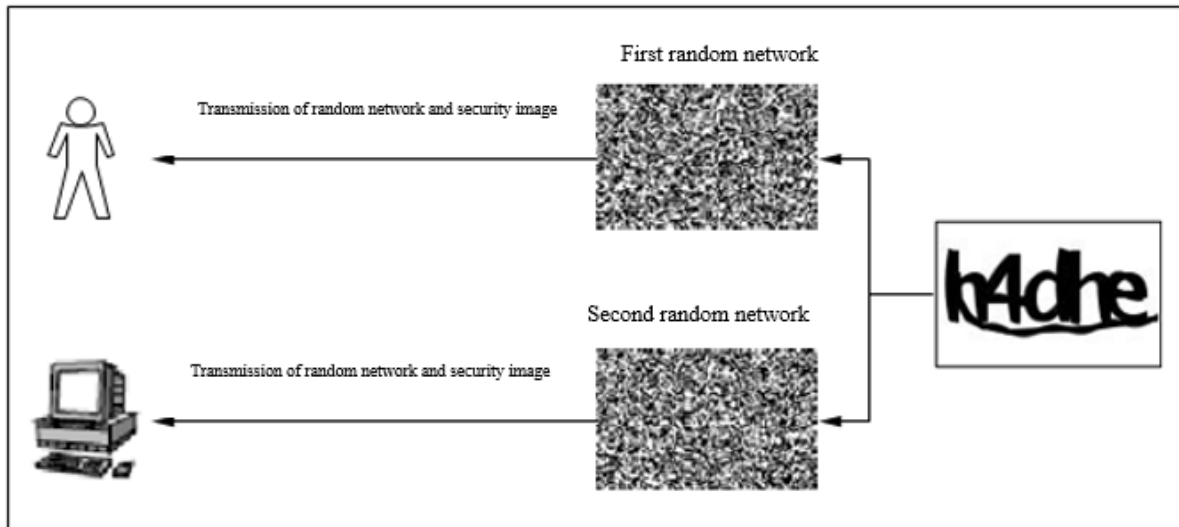 First random network
Transmission of random network and security image
h4dhe
Second random network
Transmission of random network and security image